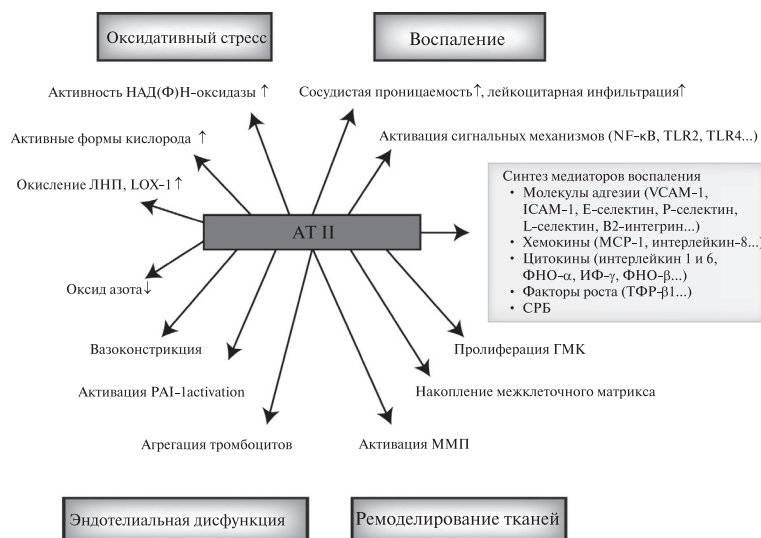 Оксидативный стресс
Воспаление
Активность НАД(Ф)Н-оксидазы ↑
Сосудистая проницаемость↑, лейкоцитарная инфильтрация↑
Активные формы кислорода ↑
Активация сигнальных механизмов (NF-κB, TLR2, TLR4...)
Окисление ЛНП, LOX-1 ↑
Синтез медиаторов воспаления
• Молекулы адгезии (VCAM-1,
ICAM-1, Е-селектин, Р-селектин,
L-селектин, В2-интегрин...)
• Хемокины (MCP-1, интерлейкин-8...)
• Цитокины (интерлейкин 1 и 6,
ФНО-α, ИФ-γ, ФНО-β...)
• Факторы роста (ТФР-β1...)
• СРБ
АТ II
Оксид азота↓
Вазоконстрикция
Пролиферация ГМК
Активация PAI-1activation
Накопление межклеточного матрикса
Агрегация тромбоцитов
Активация ММП
Эндотелиальная дисфункция
Ремоделирование тканей